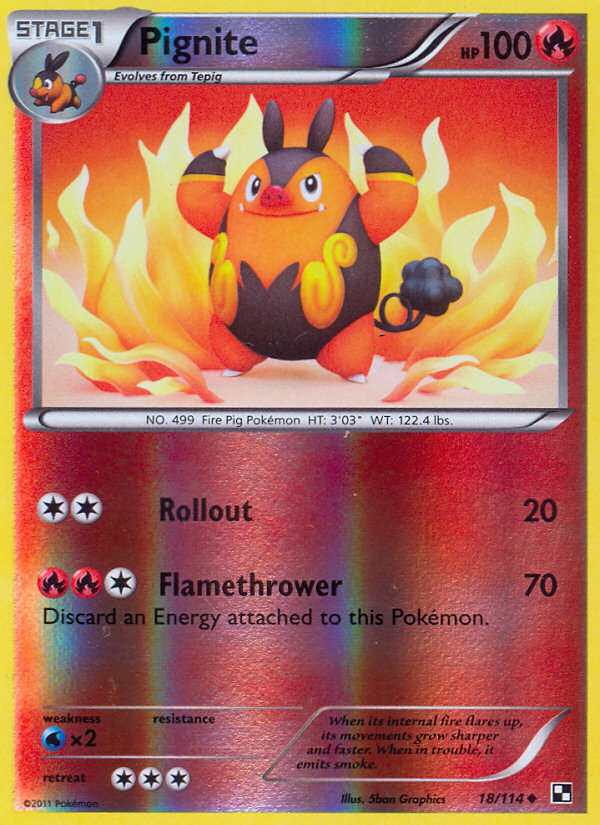 STAGE1
Pignite
HP100
Evolves from Tepig
NO. 499 Fire Pig Pokémon HT: 3'03" WT: 122.4 lbs.
Rollout 20
Flamethrower 70
Discard an Energy attached to this Pokémon.
weakness resistance
×2
When its internal fire flares up,
its movements grow sharper
and faster. When in trouble, it
emits smoke.
retreat
©2011 Pokémon
Illus. 5ban Graphics 18/114